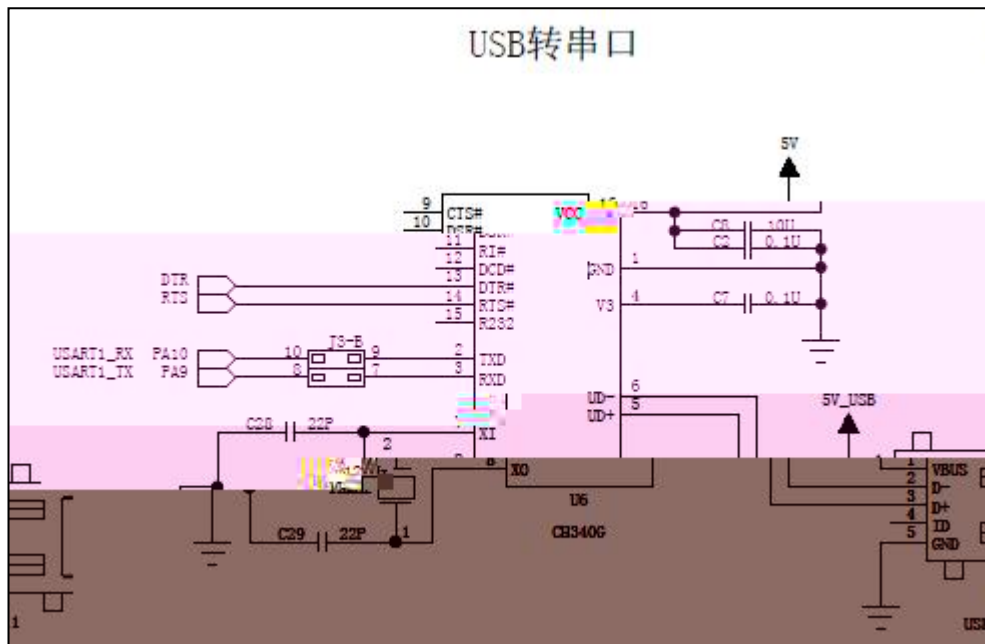 USB转串口
5V
9 CTS# VCC 16
10 DSR#
C8 10U
11 RI# C2 0.1U
12 DCD# GND 1
DTR 13 DTR#
RTS 14 RTS# V3 4 C7 0.1U
15 R232
J3-B
USART1_RX PA10 10 9 2 TXD
USART1_TX PA9 8 7 3 RXD
UD- 6
UD+ 5 5V_USB
C28 22P XI
2
8 XO 1 VBUS
2 D-
U6 3 D+
C29 22P 1 CH340G 4 ID
5 GND
1